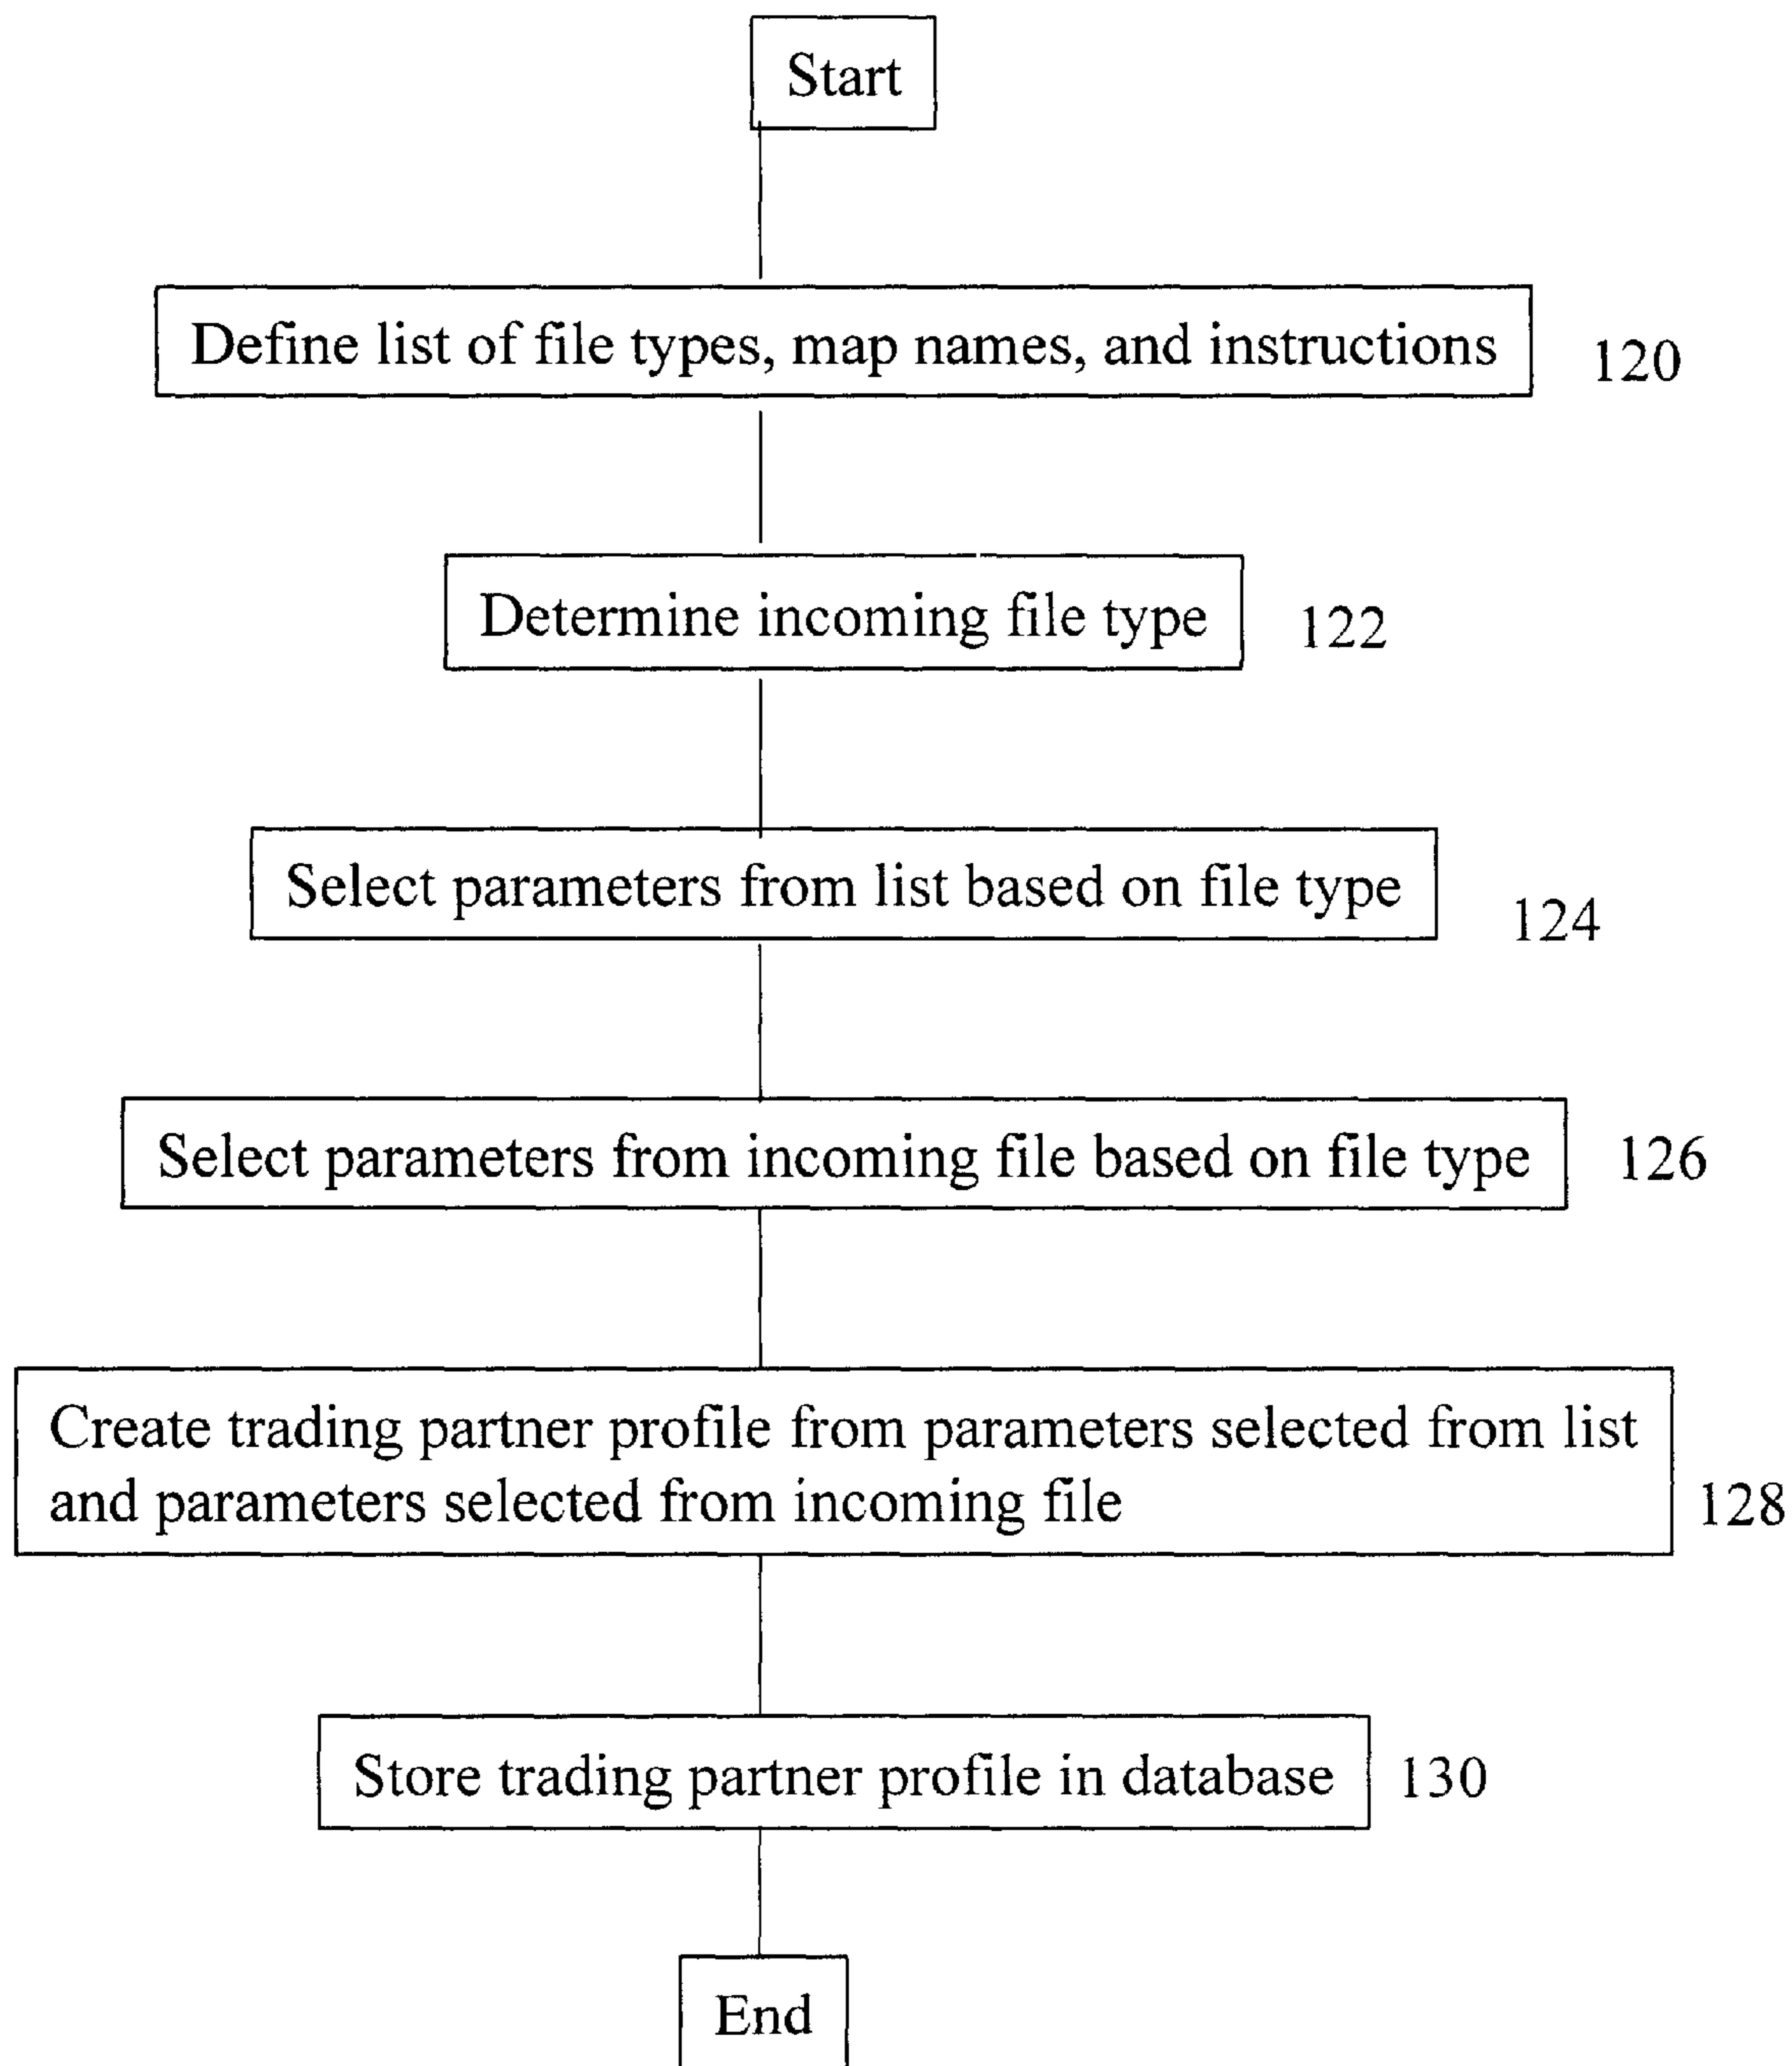 Start
Define list of file types, map names, and instructions 120
Determine incoming file type 122
Select parameters from list based on file type 124
Select parameters from incoming file based on file type 126
Create trading partner profile from parameters selected from list
and parameters selected from incoming file 128
Store trading partner profile in database 130
End